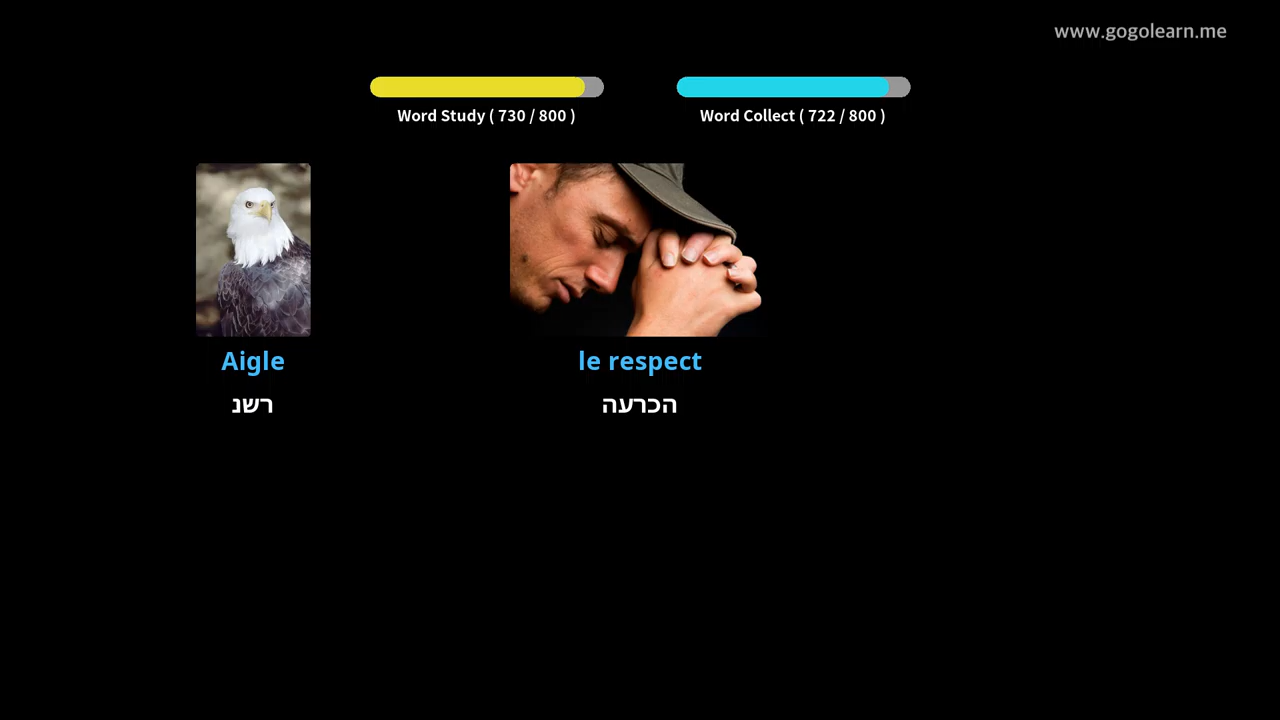 www.gogolearn.me
Word Study ( 730 / 800 )
Word Collect ( 722 / 800 )
Aigle
רשנ
le respect
הכרעה